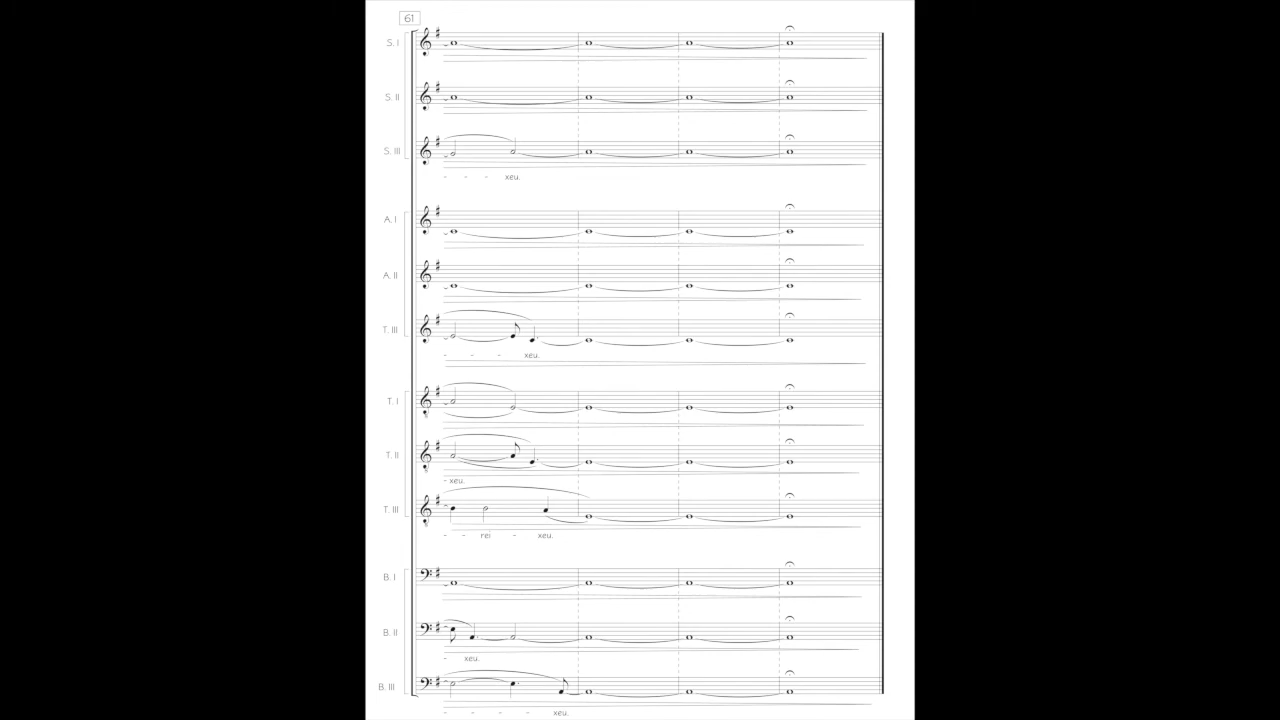 61
S. I
S. II
S. III
- - - xeu.
A. I
A. II
T. III
- - - xeu.
T. I
T. II
- xeu.
T. III
- - rei - xeu.
B. I
B. II
- xeu.
B. III
- - - - xeu.